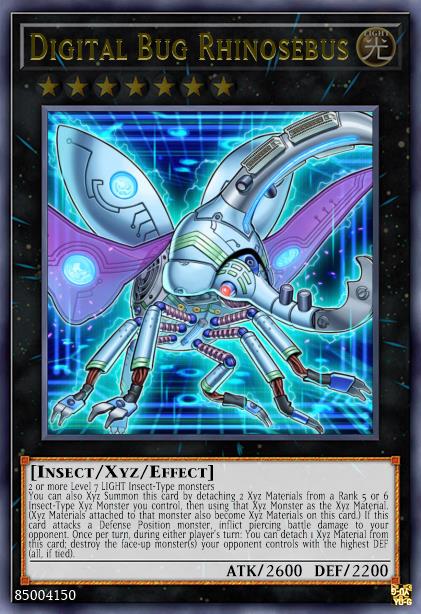 Digital Bug Rhinosebus
LIGHT
光
[Insect/Xyz/Effect]
2 or more Level 7 LIGHT Insect-Type monsters
You can also Xyz Summon this card by detaching 2 Xyz Materials from a Rank 5 or 6
Insect-Type Xyz Monster you control, then using that Xyz Monster as the Xyz Material.
(Xyz Materials attached to that monster also become Xyz Materials on this card.) If this
card attacks a Defense Position monster, inflict piercing battle damage to your
opponent. Once per turn, during either player's turn: You can detach 1 Xyz Material from
this card; destroy the face-up monster(s) your opponent controls with the highest DEF
(all, if tied).
ATK/2600 DEF/2200
85004150